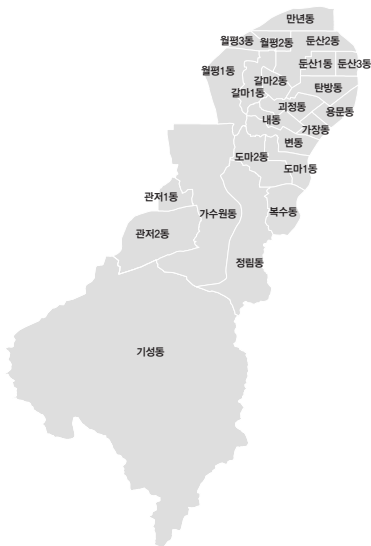 만년동
월평3동
월평2동
둔산2동
월평1동
둔산1동
둔산3동
갈마2동
갈마1동
탄방동
괴정동
용문동
내동
가장동
변동
도마2동
도마1동
관저1동
가수원동
복수동
관저2동
정림동
기성동